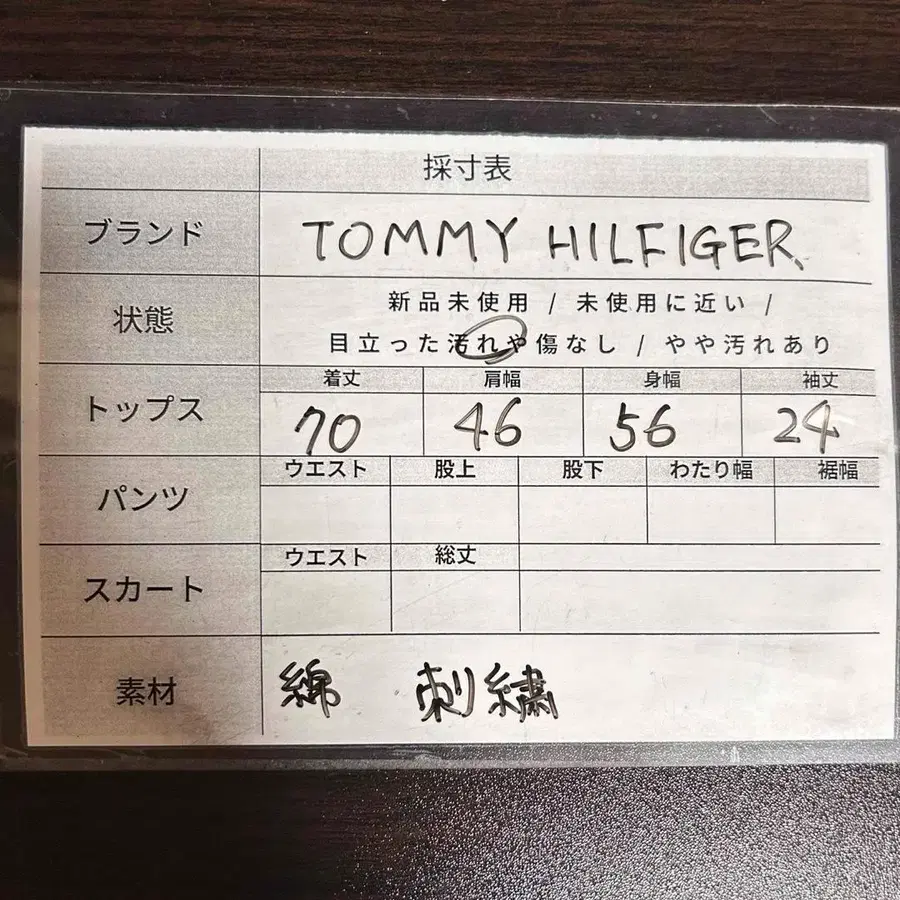 採寸表
ブランド TOMMY HILFIGER
状態 新品未使用 / 未使用に近い /
目立った汚れや傷なし / やや汚れあり
着丈 肩幅 身幅 袖丈
トップス 70 46 56 24
ウエスト 股上 股下 わたり幅 裾幅
パンツ
ウエスト 総丈
スカート
素材 綿 刺繍